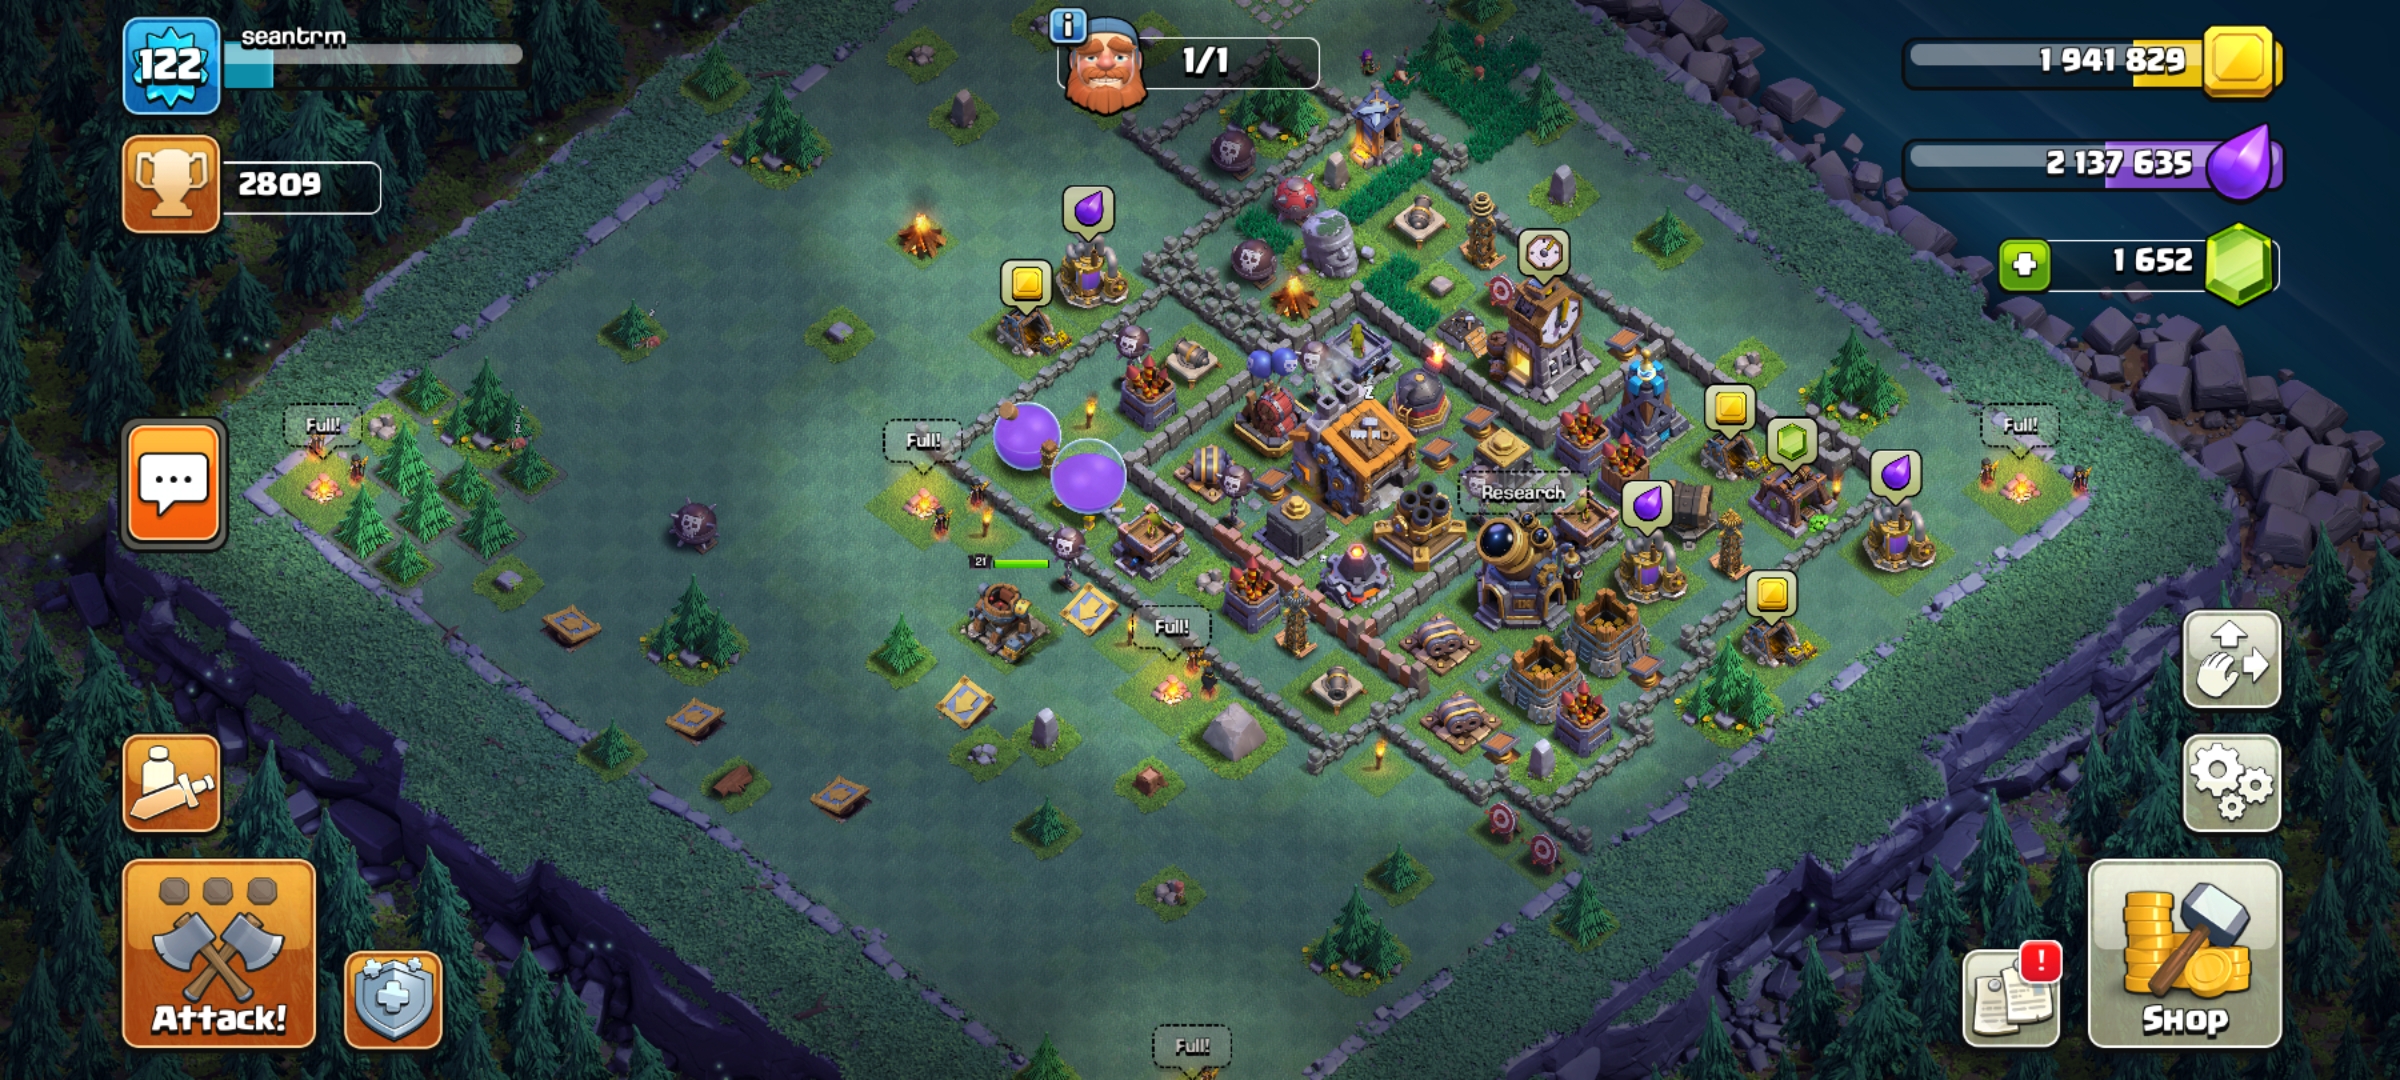 122
seantrm
i
1/1
1 941 829
2809
2 137 635
1 652
Full!
Full!
Full!
Research
21
Full!
Attack!
!
Shop
Full!